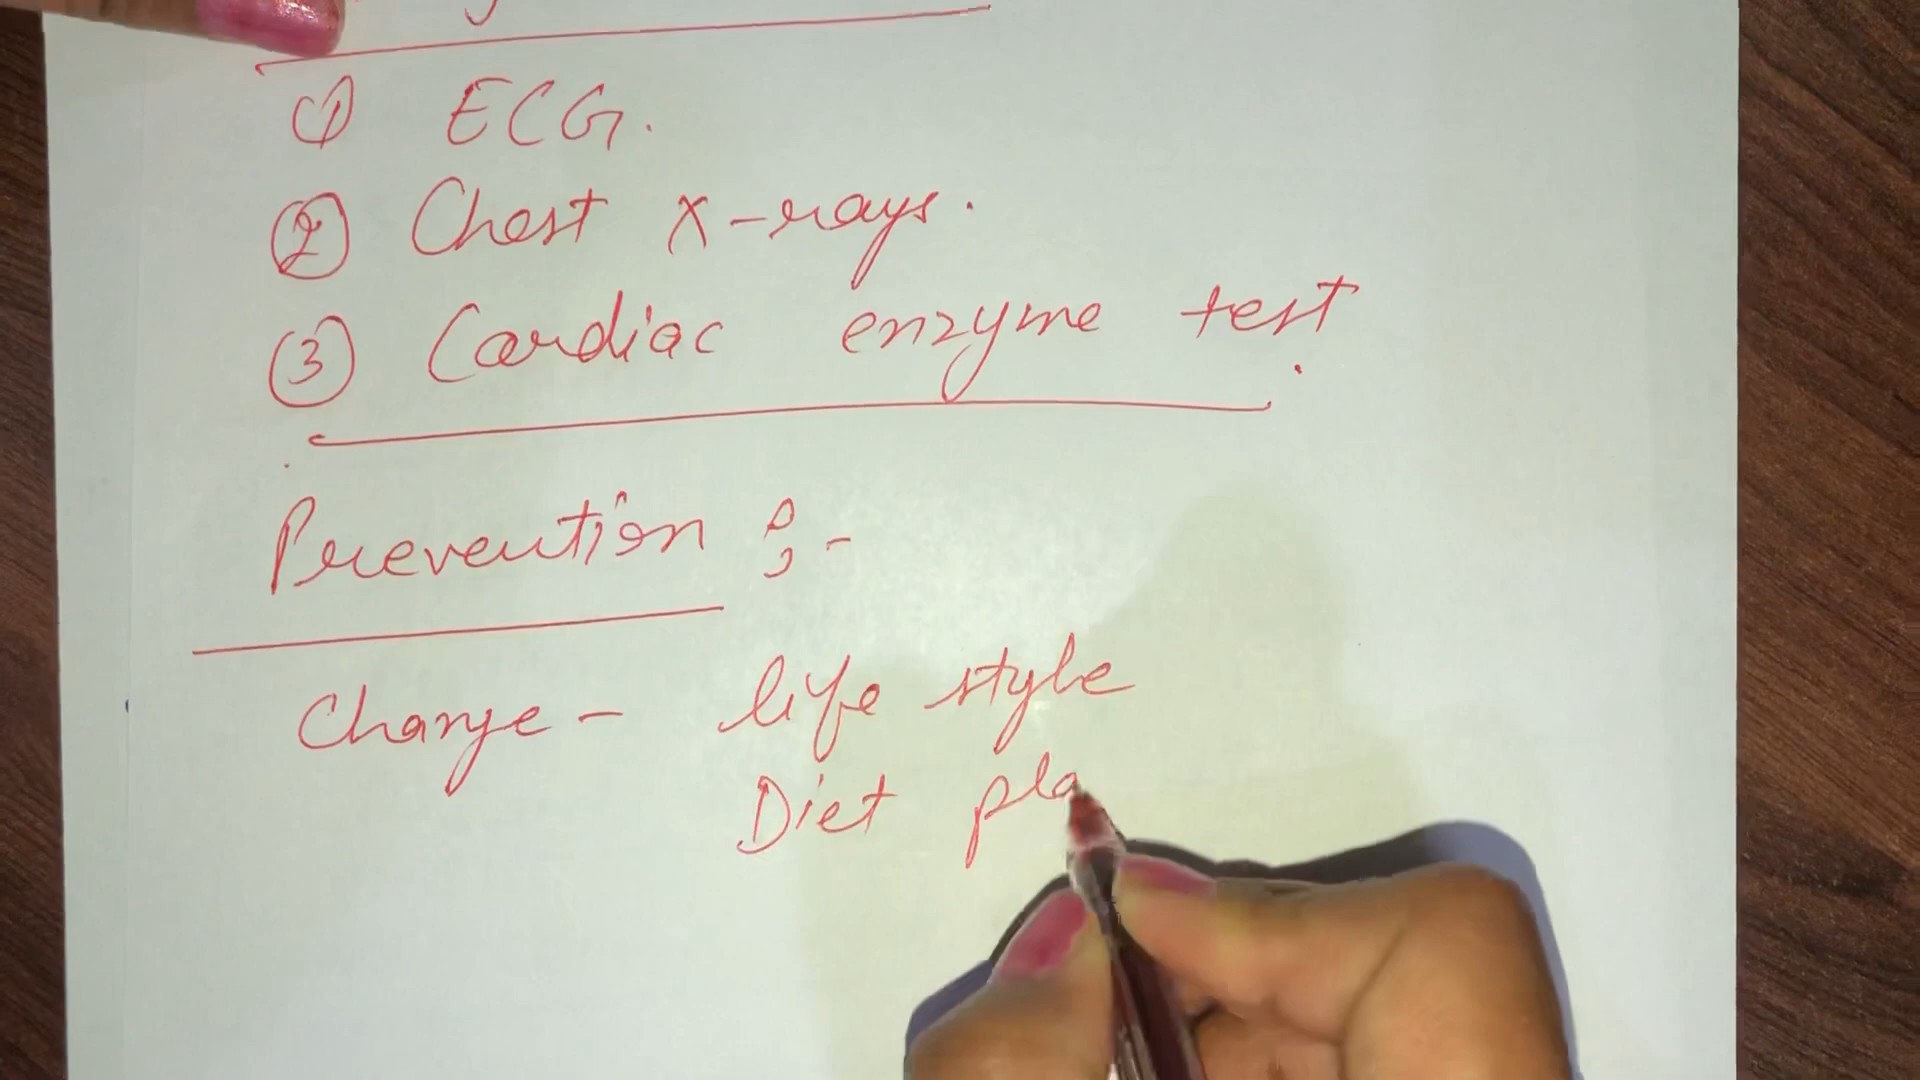 ① ECG.
② Chest X-rays.
③ Cardiac enzyme test.
Prevention :-
Change - life style
Diet pla